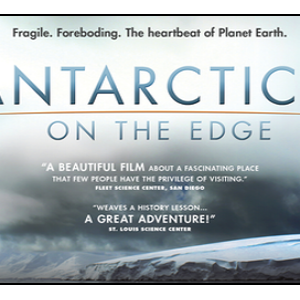 Fragile. Foreboding. The heartbeat of Planet Earth.
ANTARCTIC
ON THE EDGE
"A BEAUTIFUL FILM ABOUT A FASCINATING PLACE
THAT FEW PEOPLE HAVE THE PRIVILEGE OF VISITING."
FLEET SCIENCE CENTER, SAN DIEGO
"WEAVES A HISTORY LESSON...
A GREAT ADVENTURE!"
ST. LOUIS SCIENCE CENTER